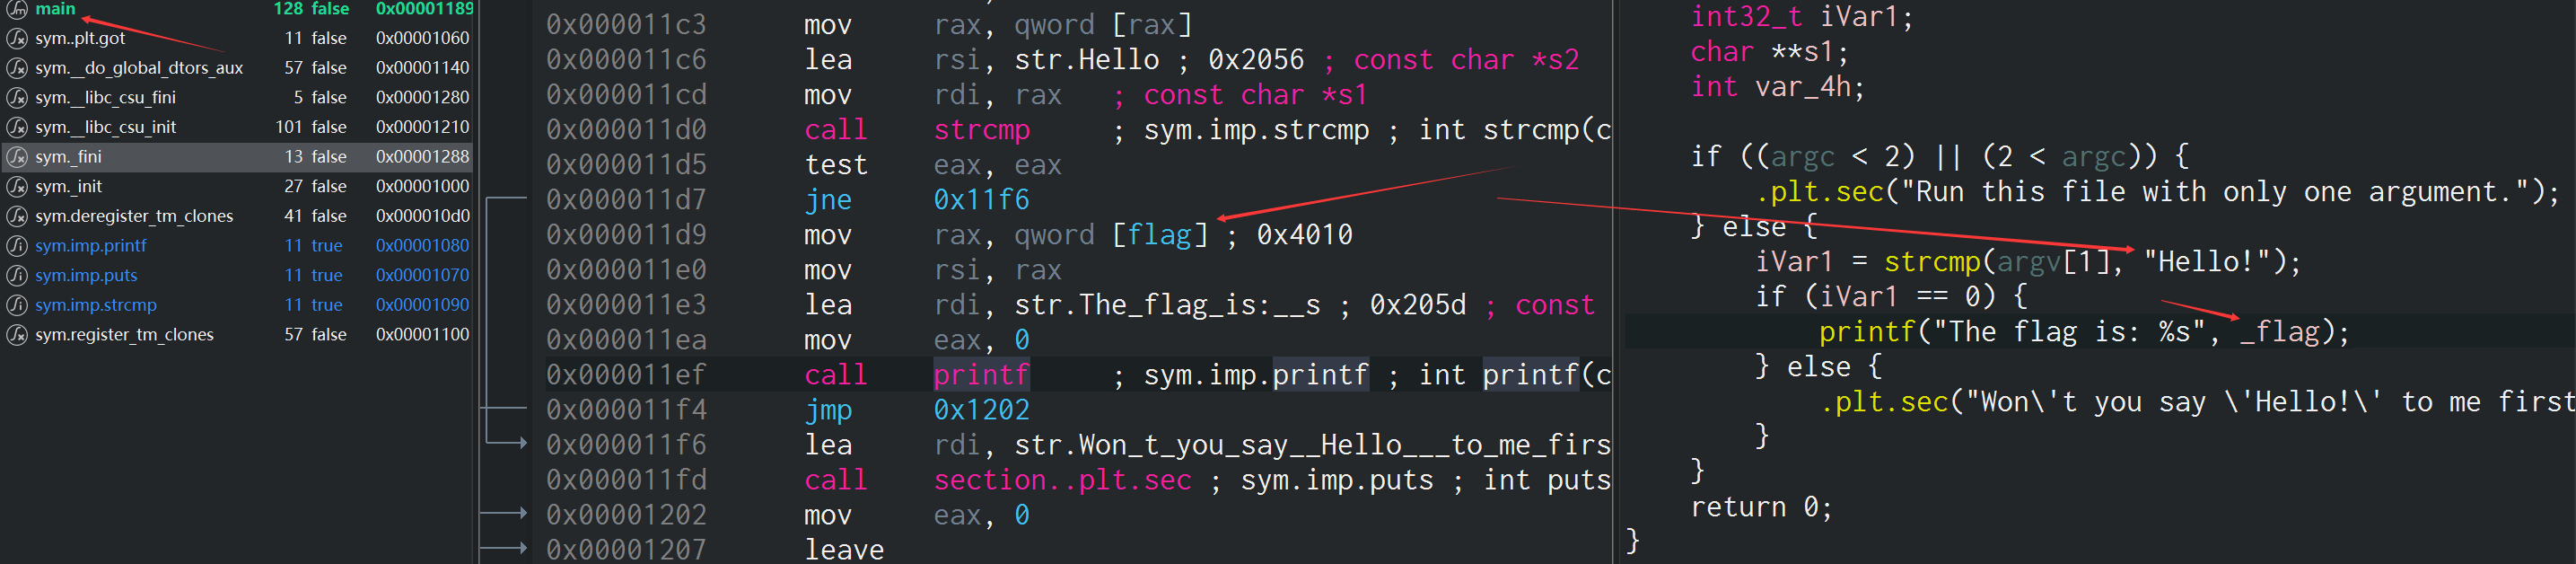 main 128 false 0x00001189
sym..plt.got 11 false 0x00001060
sym.__do_global_dtors_aux 57 false 0x00001140
sym.__libc_csu_fini 5 false 0x00001280
sym.__libc_csu_init 101 false 0x00001210
sym._fini 13 false 0x00001288
sym._init 27 false 0x00001000
sym.deregister_tm_clones 41 false 0x000010d0
sym.imp.printf 11 true 0x00001080
sym.imp.puts 11 true 0x00001070
sym.imp.strcmp 11 true 0x00001090
sym.register_tm_clones 57 false 0x00001100
0x000011c3 mov rax, qword [rax]
0x000011c6 lea rsi, str.Hello ; 0x2056 ; const char *s2
0x000011cd mov rdi, rax ; const char *s1
0x000011d0 call strcmp ; sym.imp.strcmp ; int strcmp(c
0x000011d5 test eax, eax
0x000011d7 jne 0x11f6
0x000011d9 mov rax, qword [flag] ; 0x4010
0x000011e0 mov rsi, rax
0x000011e3 lea rdi, str.The_flag_is:__s ; 0x205d ; const
0x000011ea mov eax, 0
0x000011ef call printf ; sym.imp.printf ; int printf(c
0x000011f4 jmp 0x1202
0x000011f6 lea rdi, str.Won_t_you_say__Hello___to_me_firs
0x000011fd call section..plt.sec ; sym.imp.puts ; int puts
0x00001202 mov eax, 0
0x00001207 leave
int32_t iVar1;
char **s1;
int var_4h;
if ((argc < 2) || (2 < argc)) {
.plt.sec("Run this file with only one argument.");
} else {
iVar1 = strcmp(argv[1], "Hello!");
if (iVar1 == 0) {
printf("The flag is: %s", _flag);
} else {
.plt.sec("Won\'t you say \'Hello!\' to me first
}
}
return 0;
}